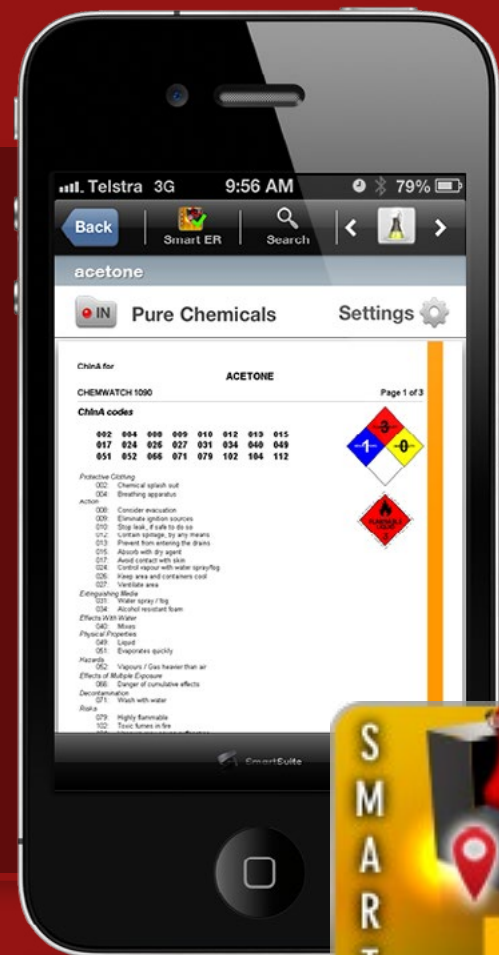 Telstra 3G 9:56 AM 79%
Back Smart ER Search
acetone
IN Pure Chemicals Settings
ChInA for
ACETONE
CHEMWATCH 1090 Page 1 of 3
ChInA codes
002 004 008 009 010 012 013 015
017 024 026 027 031 034 040 049
051 052 066 071 079 102 104 112
3
1 0
FLAMMABLE
LIQUID
3
Protective Clothing
002: Chemical splash suit
004: Breathing apparatus
Action
008: Consider evacuation
009: Eliminate ignition sources
010: Stop leak, if safe to do so
012: Contain spillage, by any means
013: Prevent from entering the drains
015: Absorb with dry agent
017: Avoid contact with skin
024: Control vapour with water spray/fog
026: Keep area and containers cool
027: Ventilate area
Extinguishing Media
031: Water spray / fog
034: Alcohol resistant foam
Effects With Water
040: Mixes
Physical Properties
049: Liquid
051: Evaporates quickly
Hazards
052: Vapours / Gas heavier than air
Effects of Multiple Exposure
066: Danger of cumulative effects
Decontamination
071: Wash with water
Risks
079: Highly flammable
102: Toxic fumes in fire
SmartSuite
S
M
A
R
T